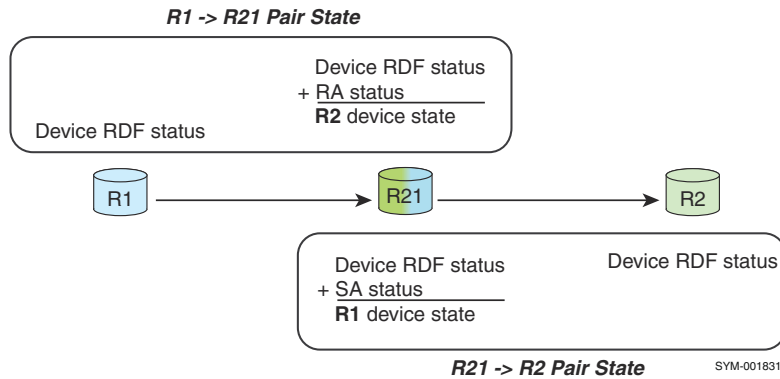 R1 -> R21 Pair State
Device RDF status
+ RA status
R2 device state
Device RDF status
R1
R21
R2
Device RDF status
+ SA status
R1 device state
Device RDF status
R21 -> R2 Pair State
SYM-001831